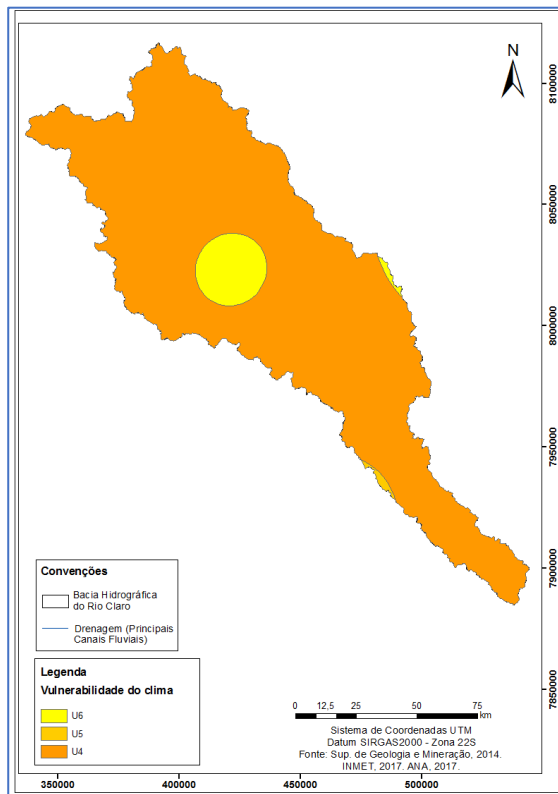 N
8100000
8050000
8000000
7950000
7900000
7850000
Convenções
Bacia Hidrográfica
do Rio Claro
Drenagem (Principais
Canais Fluviais)
Legenda
Vulnerabilidade do clima
U6
U5
U4
0 12,5 25 50 75
km
Sistema de Coordenadas UTM
Datum SIRGAS2000 - Zona 22S
Fonte: Sup. de Geologia e Mineração, 2014.
INMET, 2017. ANA, 2017.
350000 400000 450000 500000